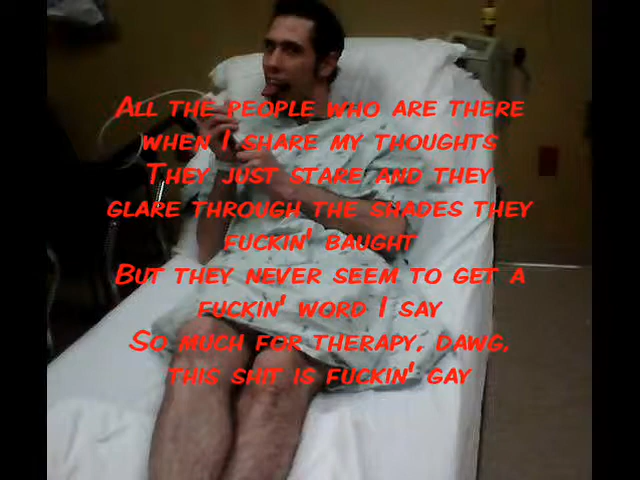 All the people who are there
when I share my thoughts
They just stare and they
glare through the shades they
fuckin' baught
But they never seem to get a
fuckin' word I say
So much for therapy, dawg,
this shit is fuckin' gay